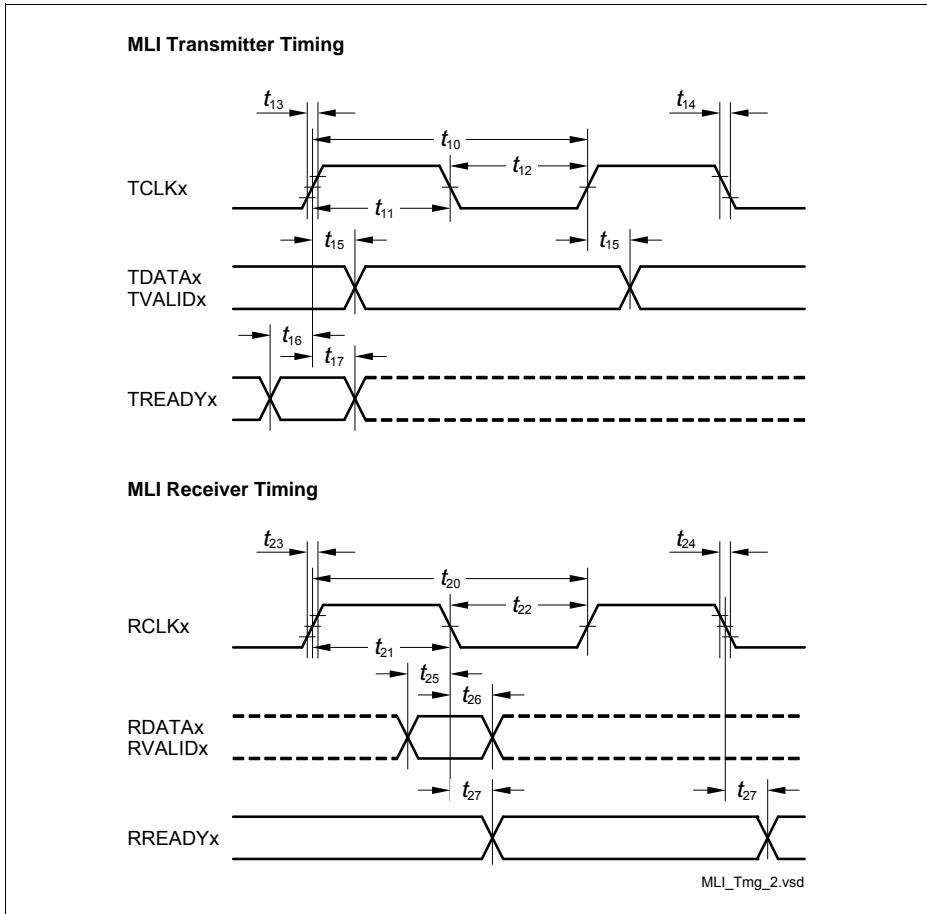 MLI Transmitter Timing
t13
t14
t10
t12
TCLKx
t11
t15
t15
TDATAx
TVALIDx
t16
t17
TREADYx
MLI Receiver Timing
t23
t24
t20
t22
RCLKx
t21
t25
t26
RDATAx
RVALIDx
t27
t27
RREADYx
MLI_Tmg_2.vsd